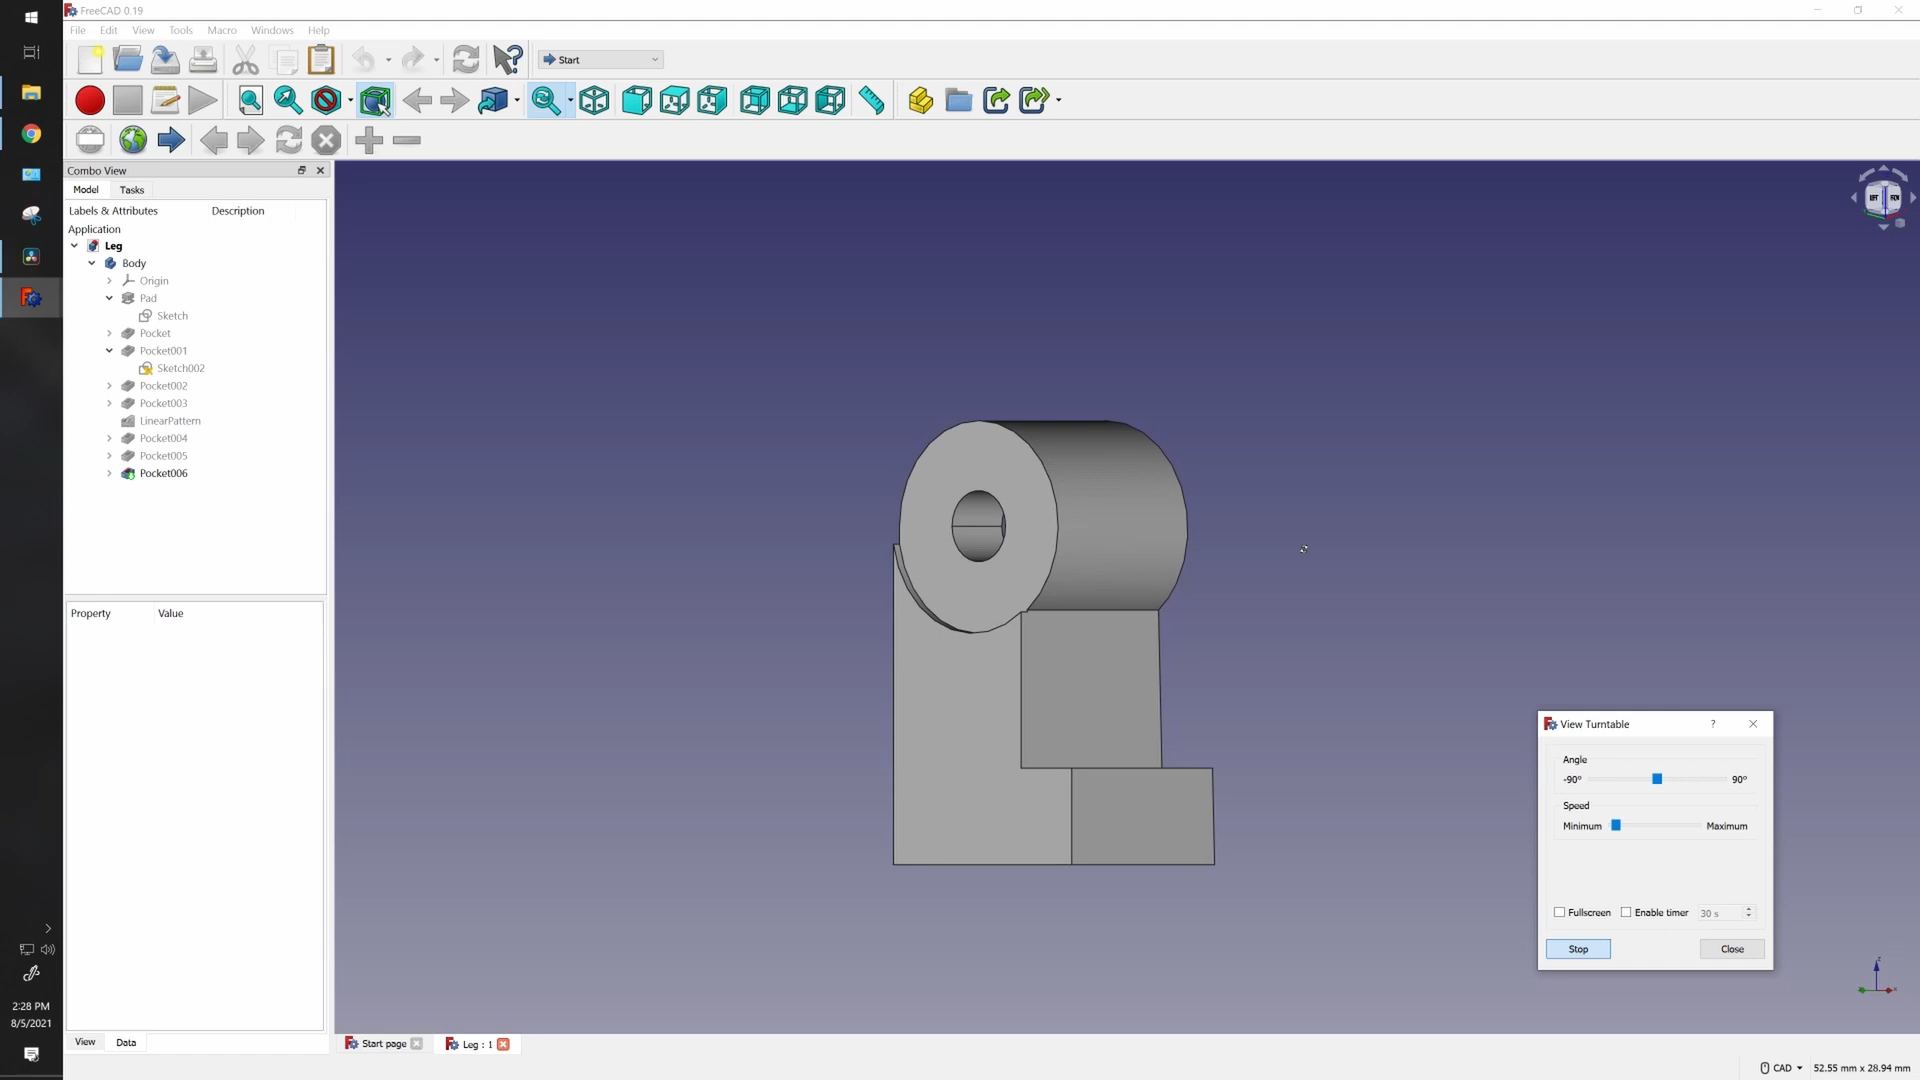 FreeCAD 0.19
File Edit View Tools Macro Windows Help
Start
Combo View
Model Tasks
Labels & Attributes Description
Application
Leg
Body
Origin
Pad
Sketch
Pocket
Pocket001
Sketch002
Pocket002
Pocket003
LinearPattern
Pocket004
Pocket005
Pocket006
Property Value
View Turntable ?
Angle
-90° 90°
Speed
Minimum Maximum
Fullscreen Enable timer 30 s
Stop Close
2:28 PM
8/5/2021
View Data
Start page Leg : 1
CAD 52.55 mm x 28.94 mm